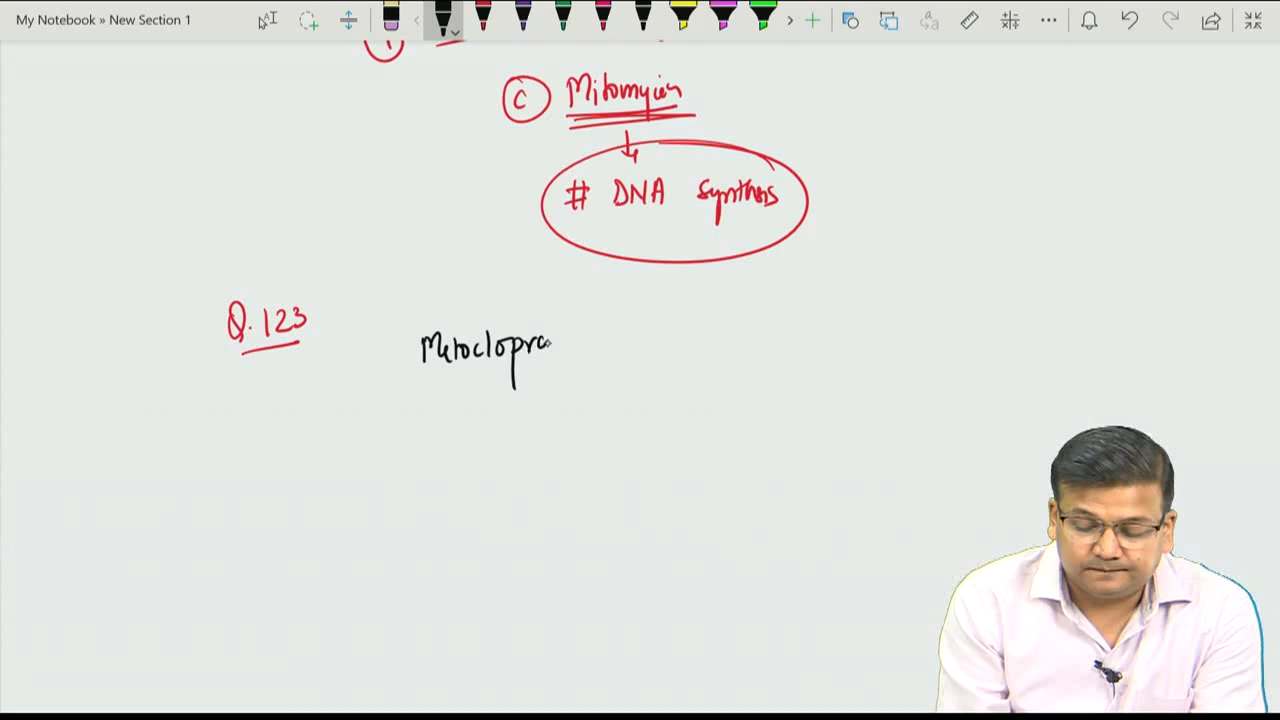 My Notebook » New Section 1
C Mitomycin
# DNA Synthesis
Q.123
Metoclopra